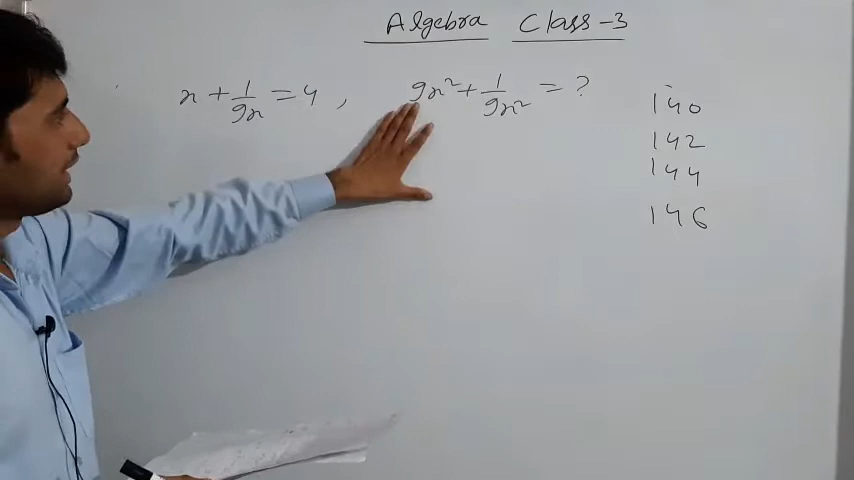 Algebra Class-3
x + 1/9x = 4, 9x² + 1/9x² = ?
140
142
144
146